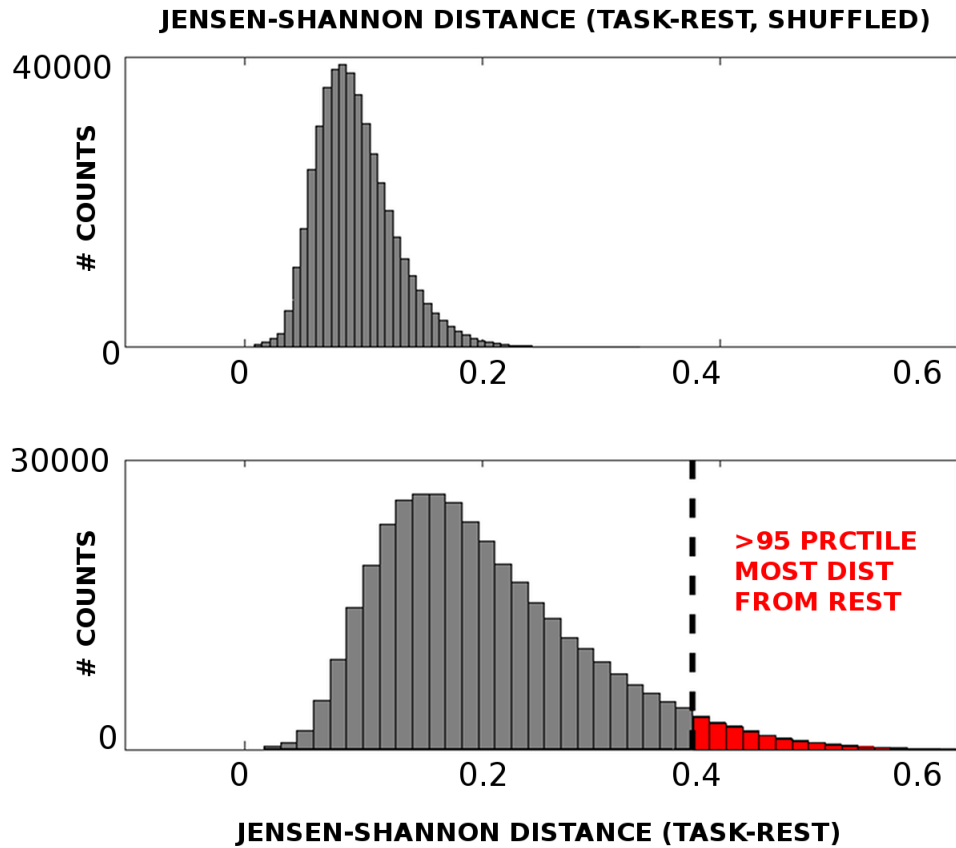 JENSEN-SHANNON DISTANCE (TASK-REST, SHUFFLED)
40000
# COUNTS
0
0 0.2 0.4 0.6
30000
# COUNTS
>95 PRCTILE
MOST DIST
FROM REST
0
0 0.2 0.4 0.6
JENSEN-SHANNON DISTANCE (TASK-REST)